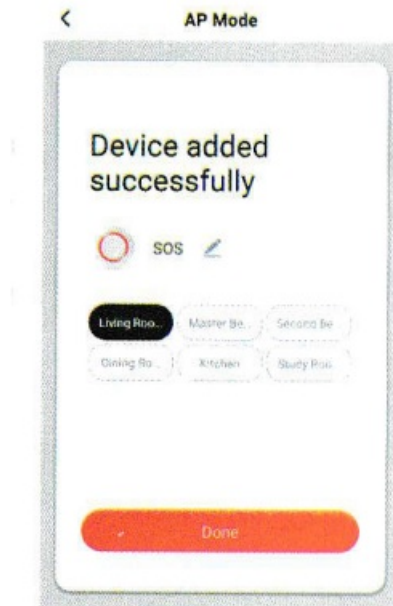 AP Mode
Device added
successfully
SOS
Living Roo...
Master Be...
Second Be...
Dining Ro...
Kitchen
Study Roo...
Done